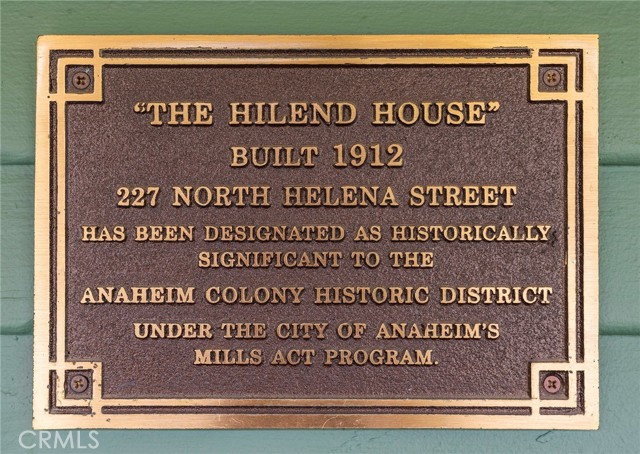 “THE HILEND HOUSE”
BUILT 1912
227 NORTH HELENA STREET
HAS BEEN DESIGNATED AS HISTORICALLY
SIGNIFICANT TO THE
ANAHEIM COLONY HISTORIC DISTRICT
UNDER THE CITY OF ANAHEIM'S
MILLS ACT PROGRAM.
CRMLS